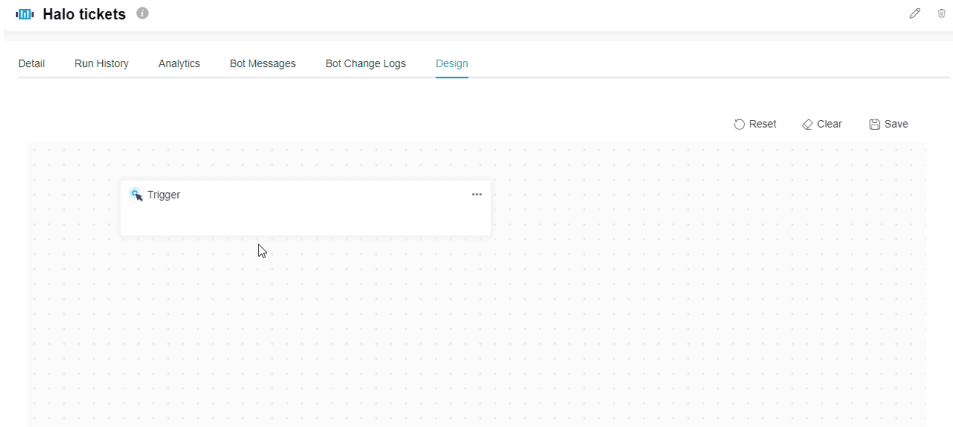 Halo tickets
Detail Run History Analytics Bot Messages Bot Change Logs Design
Reset Clear Save
Trigger